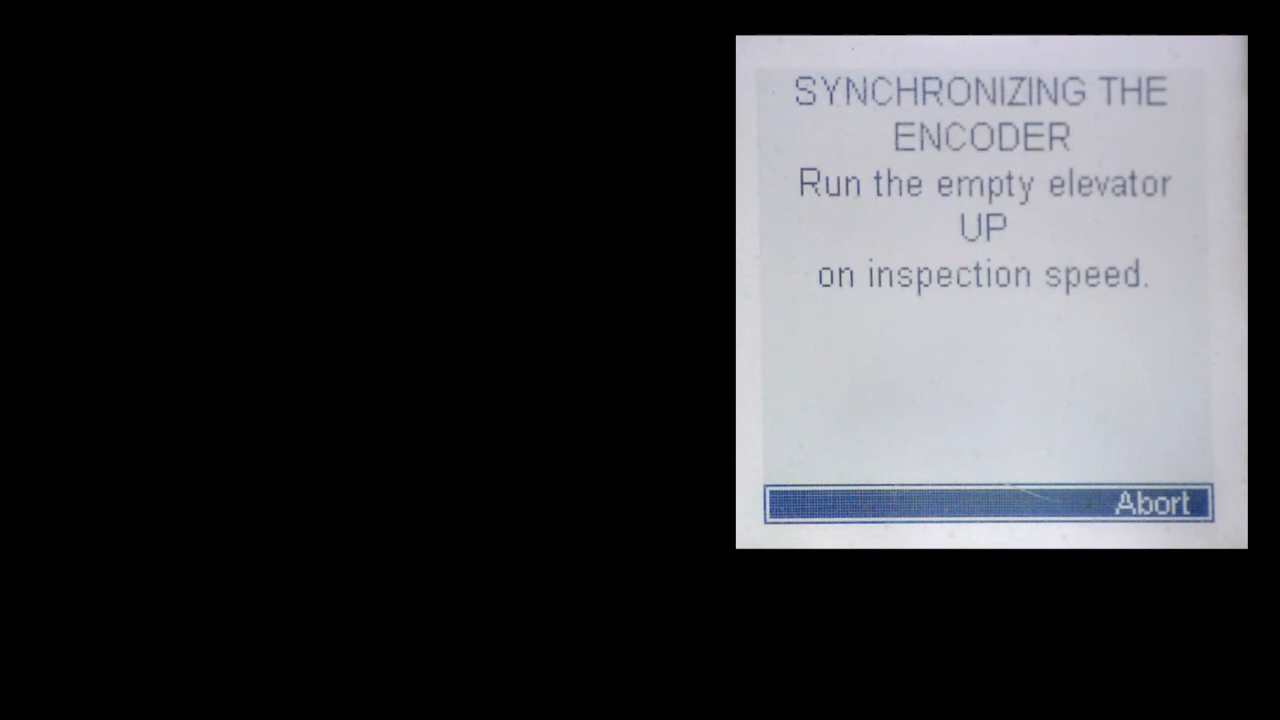 SYNCHRONIZING THE
ENCODER
Run the empty elevator
UP
on inspection speed.
Abort